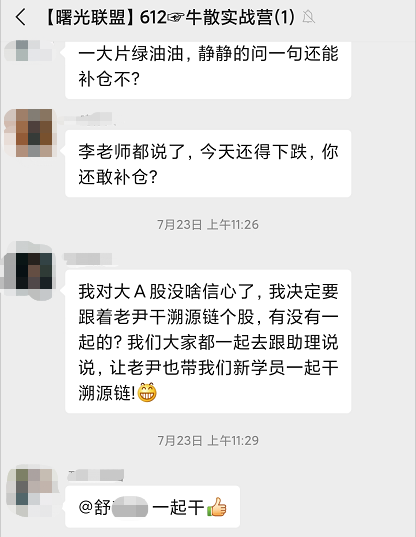 【曙光联盟】612👉牛散实战营(1)
一大片绿油油，静静的问一句还能
补仓不？
李老师都说了，今天还得下跌，你
还敢补仓？
7月23日 上午11:26
我对大A股没啥信心了，我决定要
跟着老尹干溯源链个股，有没有一
起的？我们大家都一起去跟助理说
说，让老尹也带我们新学员一起干
溯源链!😁
7月23日 上午11:29
@舒 一起干👍